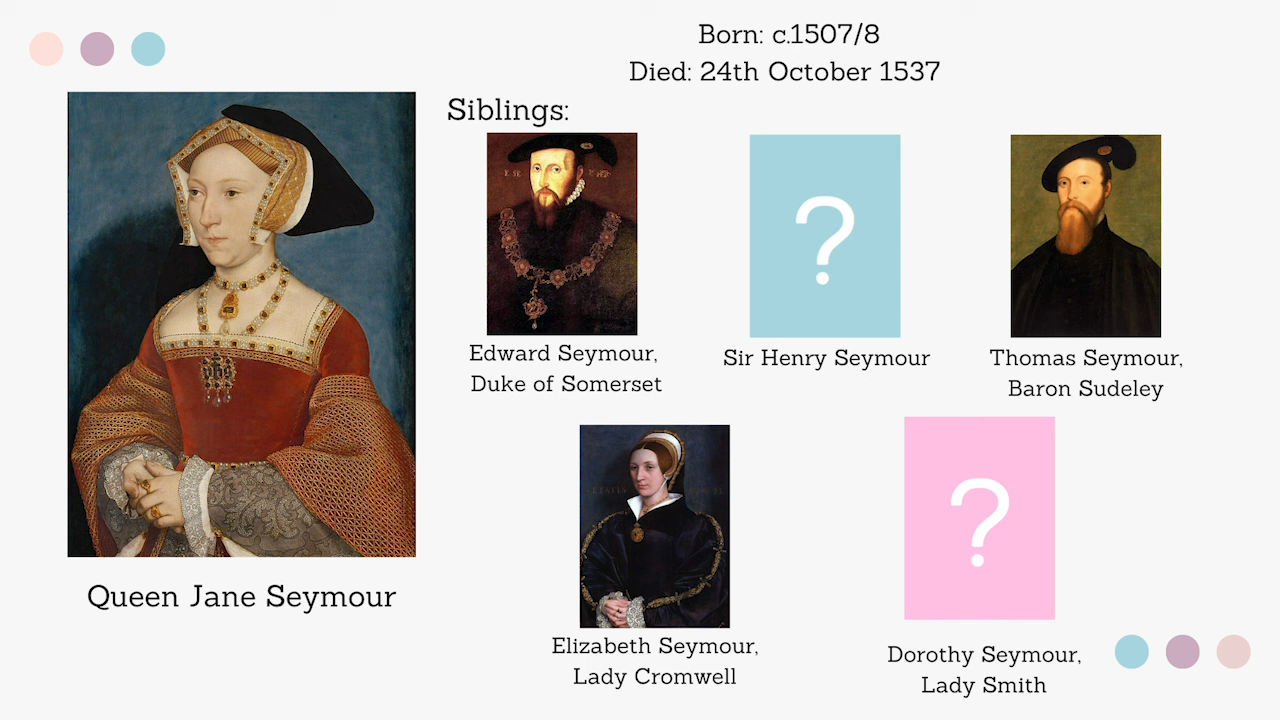 Born: c.1507/8
Died: 24th October 1537
Siblings:
?
Edward Seymour,
Duke of Somerset
Sir Henry Seymour
Thomas Seymour,
Baron Sudeley
?
Queen Jane Seymour
Elizabeth Seymour,
Lady Cromwell
Dorothy Seymour,
Lady Smith